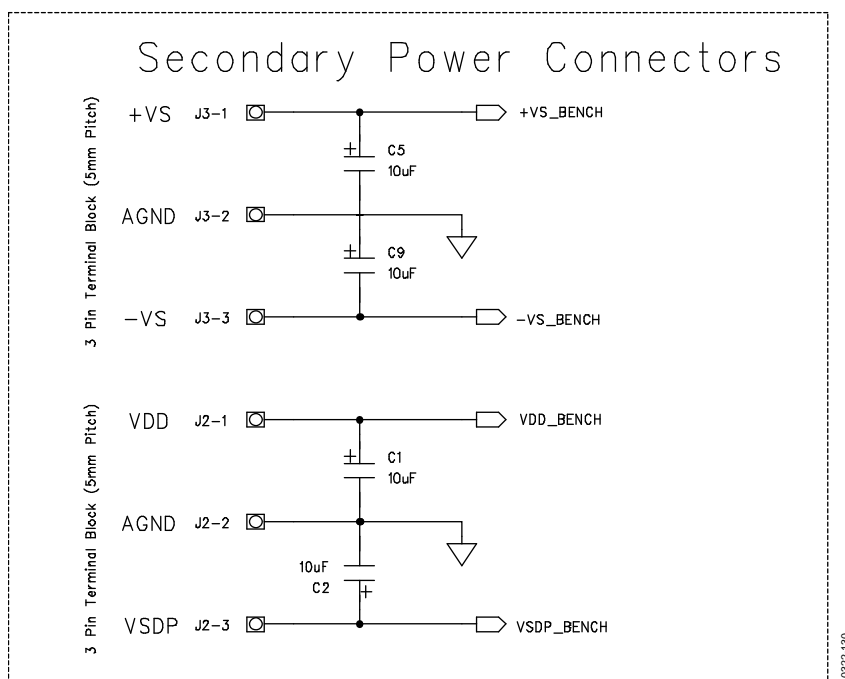 Secondary Power Connectors
3 Pin Terminal Block (5mm Pitch)
+VS J3-1 +VS_BENCH
+ C5
10uF
AGND J3-2
+ C9
10uF
-VS J3-3 -VS_BENCH
3 Pin Terminal Block (5mm Pitch)
VDD J2-1 VDD_BENCH
+ C1
10uF
AGND J2-2
10uF
C2 +
VSDP J2-3 VSDP_BENCH